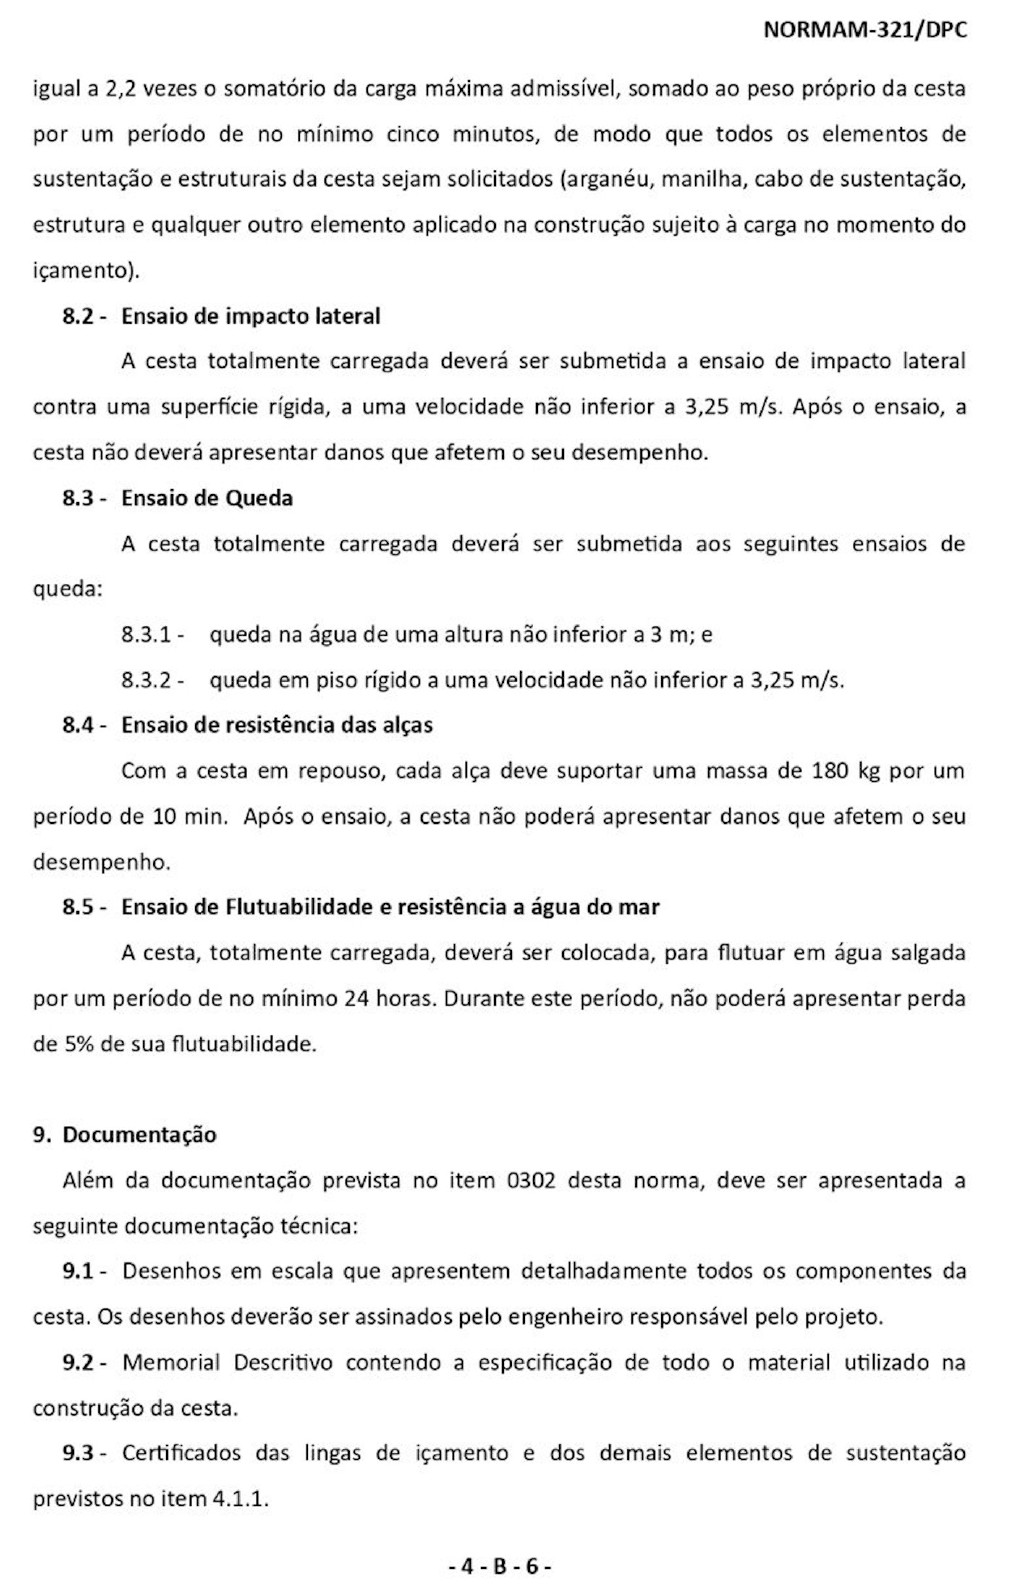 NORMAM-321/DPC
igual a 2,2 vezes o somatório da carga máxima admissível, somado ao peso próprio da cesta
por um período de no mínimo cinco minutos, de modo que todos os elementos de
sustentação e estruturais da cesta sejam solicitados (arganéu, manilha, cabo de sustentação,
estrutura e qualquer outro elemento aplicado na construção sujeito à carga no momento do
içamento).
8.2 - Ensaio de impacto lateral
A cesta totalmente carregada deverá ser submetida a ensaio de impacto lateral
contra uma superfície rígida, a uma velocidade não inferior a 3,25 m/s. Após o ensaio, a
cesta não deverá apresentar danos que afetem o seu desempenho.
8.3 - Ensaio de Queda
A cesta totalmente carregada deverá ser submetida aos seguintes ensaios de
queda:
8.3.1 - queda na água de uma altura não inferior a 3 m; e
8.3.2 - queda em piso rígido a uma velocidade não inferior a 3,25 m/s.
8.4 - Ensaio de resistência das alças
Com a cesta em repouso, cada alça deve suportar uma massa de 180 kg por um
período de 10 min. Após o ensaio, a cesta não poderá apresentar danos que afetem o seu
desempenho.
8.5 - Ensaio de Flutuabilidade e resistência a água do mar
A cesta, totalmente carregada, deverá ser colocada, para flutuar em água salgada
por um período de no mínimo 24 horas. Durante este período, não poderá apresentar perda
de 5% de sua flutuabilidade.
9. Documentação
Além da documentação prevista no item 0302 desta norma, deve ser apresentada a
seguinte documentação técnica:
9.1 - Desenhos em escala que apresentem detalhadamente todos os componentes da
cesta. Os desenhos deverão ser assinados pelo engenheiro responsável pelo projeto.
9.2 - Memorial Descritivo contendo a especificação de todo o material utilizado na
construção da cesta.
9.3 - Certificados das lingas de içamento e dos demais elementos de sustentação
previstos no item 4.1.1.
- 4 - B - 6 -